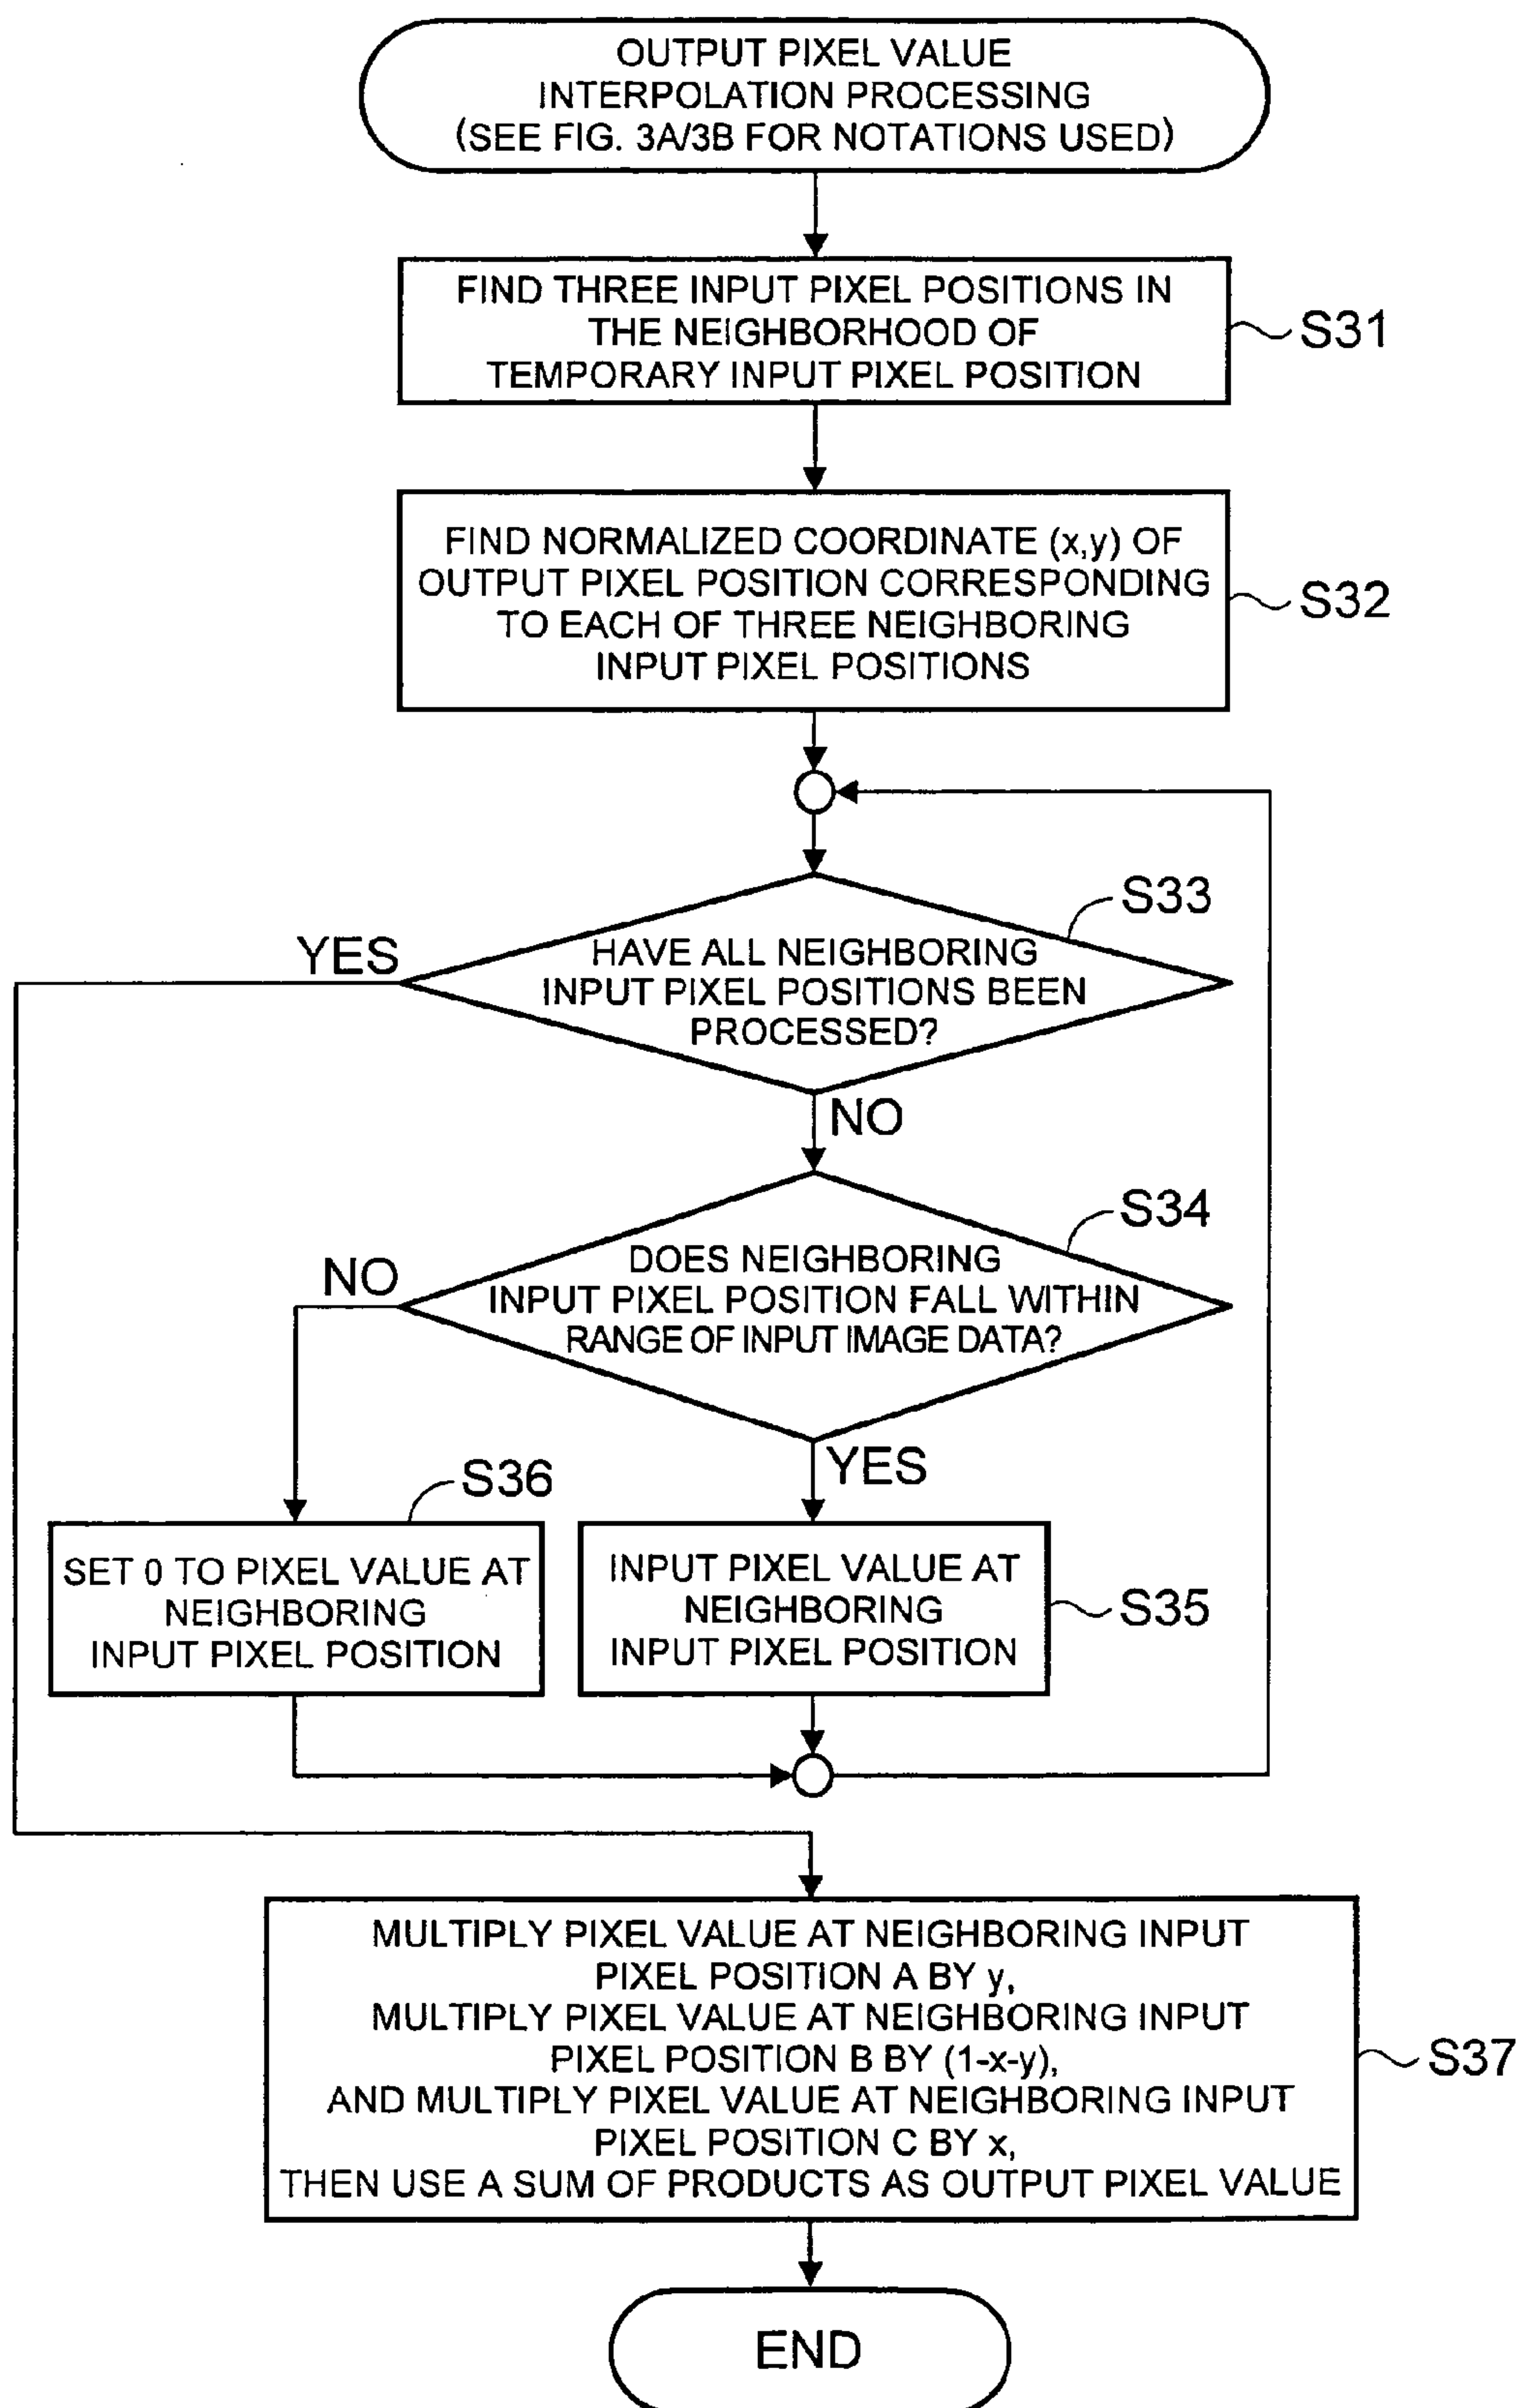 OUTPUT PIXEL VALUE
INTERPOLATION PROCESSING
(SEE FIG. 3A/3B FOR NOTATIONS USED)
FIND THREE INPUT PIXEL POSITIONS IN
THE NEIGHBORHOOD OF
TEMPORARY INPUT PIXEL POSITION
S31
FIND NORMALIZED COORDINATE (x,y) OF
OUTPUT PIXEL POSITION CORRESPONDING
TO EACH OF THREE NEIGHBORING
INPUT PIXEL POSITIONS
S32
S33
YES
HAVE ALL NEIGHBORING
INPUT PIXEL POSITIONS BEEN
PROCESSED?
NO
S34
NO
DOES NEIGHBORING
INPUT PIXEL POSITION FALL WITHIN
RANGE OF INPUT IMAGE DATA?
YES
S36
SET 0 TO PIXEL VALUE AT
NEIGHBORING
INPUT PIXEL POSITION
INPUT PIXEL VALUE AT
NEIGHBORING
INPUT PIXEL POSITION
S35
MULTIPLY PIXEL VALUE AT NEIGHBORING INPUT
PIXEL POSITION A BY y,
MULTIPLY PIXEL VALUE AT NEIGHBORING INPUT
PIXEL POSITION B BY (1-x-y),
AND MULTIPLY PIXEL VALUE AT NEIGHBORING INPUT
PIXEL POSITION C BY x,
THEN USE A SUM OF PRODUCTS AS OUTPUT PIXEL VALUE
S37
END